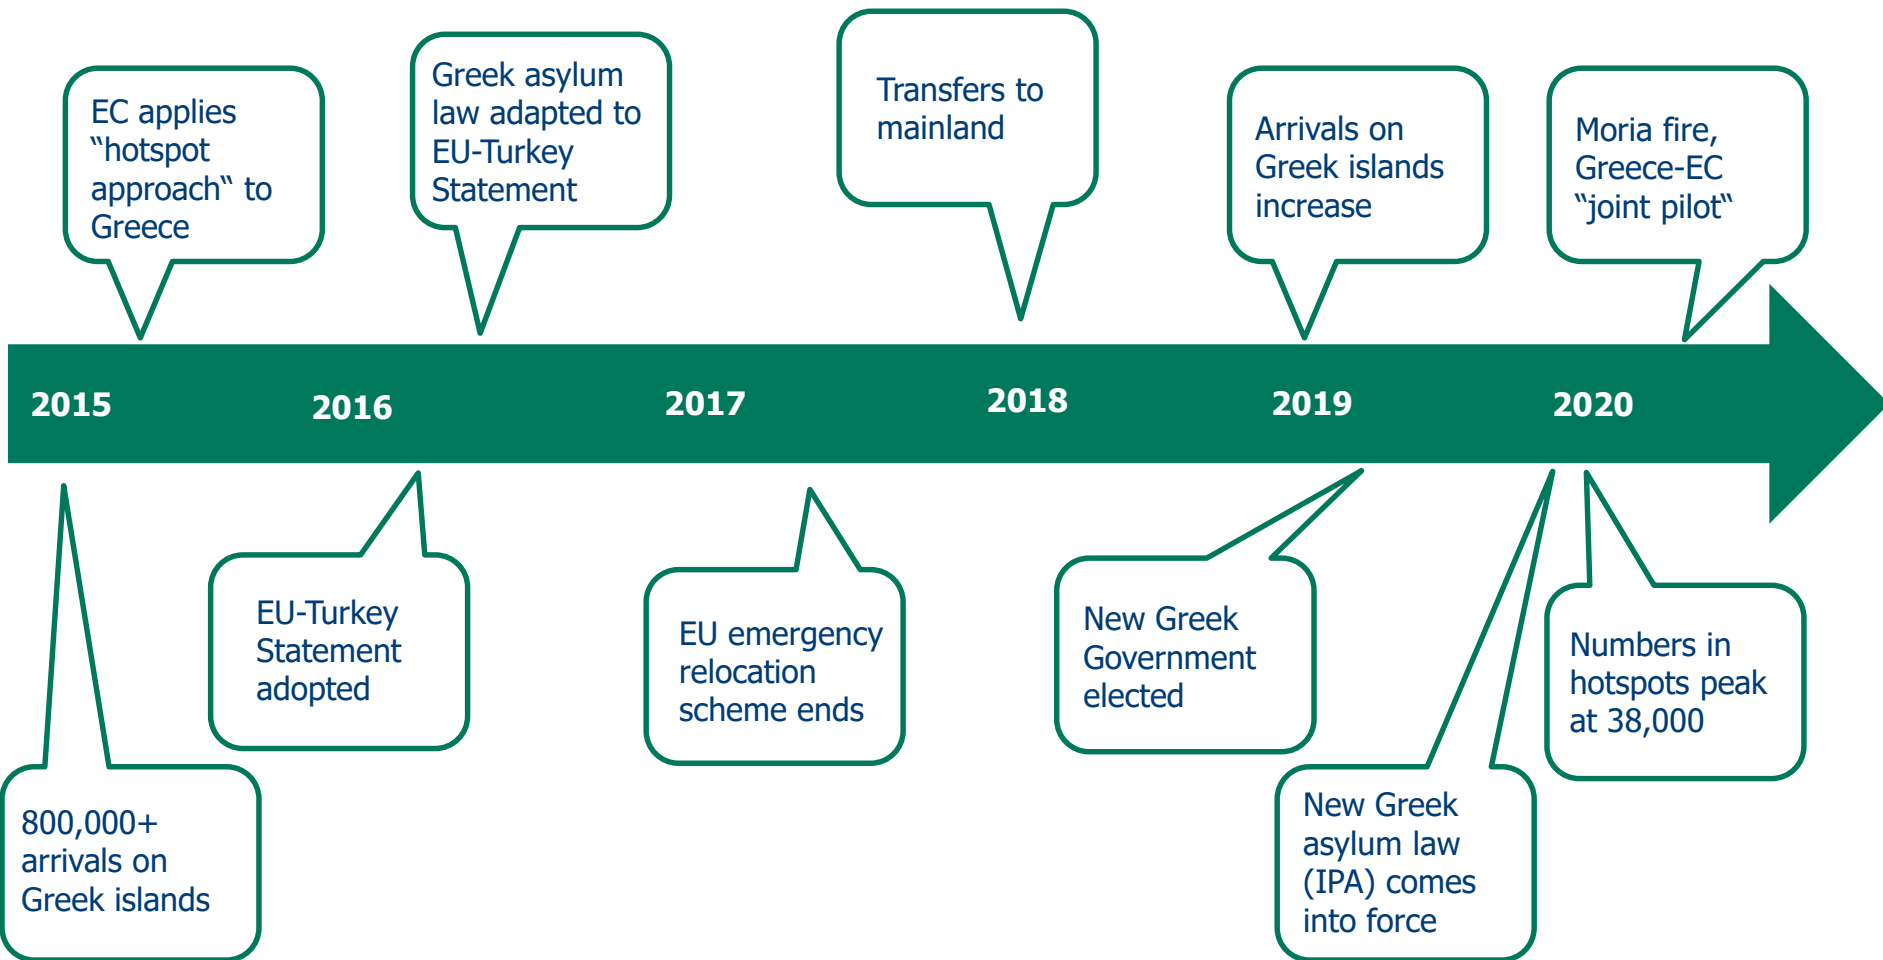 EC applies
“hotspot
approach“ to
Greece
Greek asylum
law adapted to
EU-Turkey
Statement
Transfers to
mainland
Arrivals on
Greek islands
increase
Moria fire,
Greece-EC
“joint pilot“
2015
2016
2017
2018
2019
2020
800,000+
arrivals on
Greek islands
EU-Turkey
Statement
adopted
EU emergency
relocation
scheme ends
New Greek
Government
elected
New Greek
asylum law
(IPA) comes
into force
Numbers in
hotspots peak
at 38,000